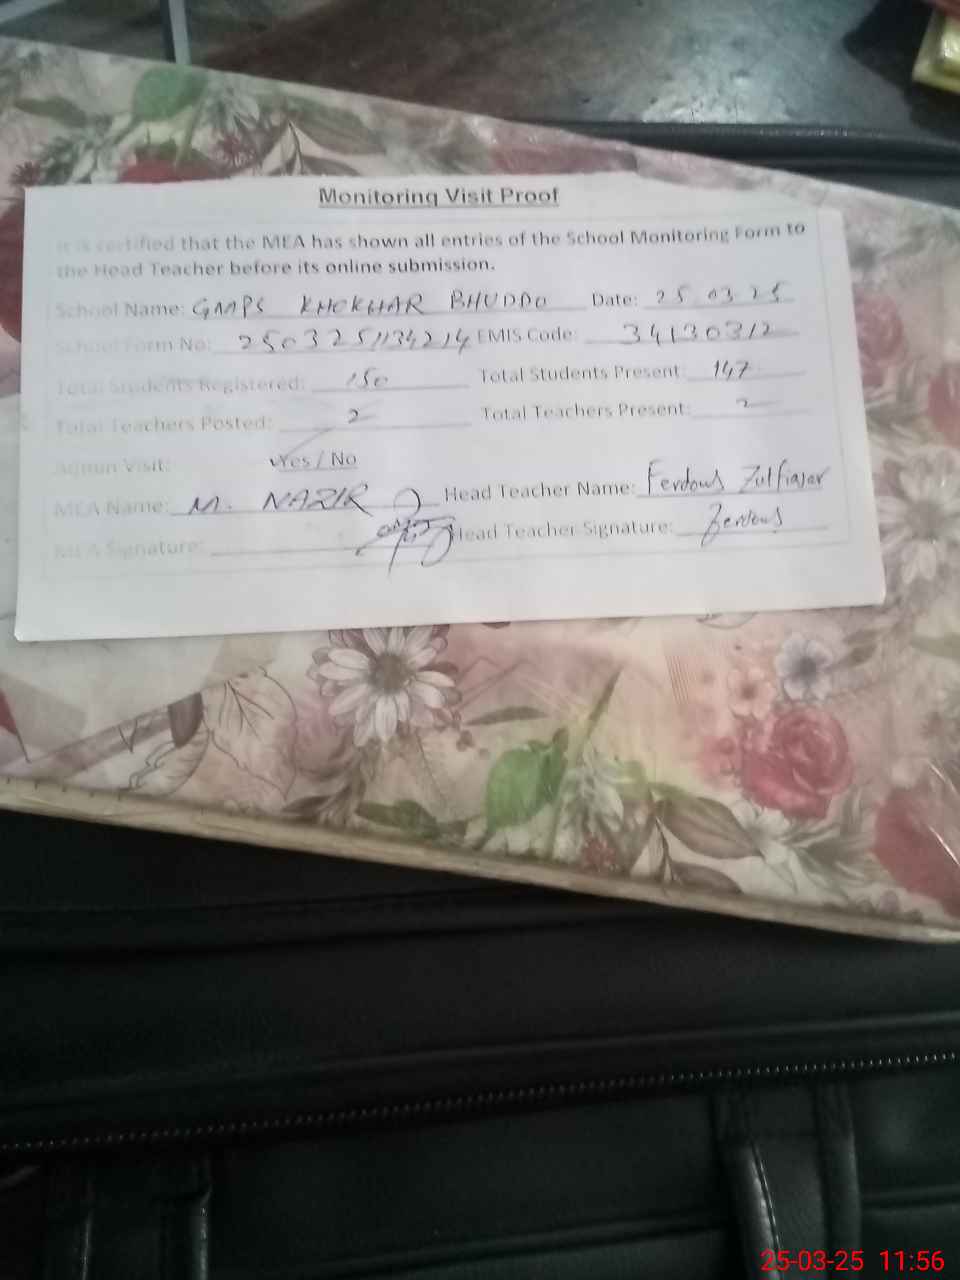 Monitoring Visit Proof
It is certified that the MEA has shown all entries of the School Monitoring Form to
the Head Teacher before its online submission.
School Name: GMPS KHOKHAR BHUDDO Date: 25.03.25
School Form No: 2503251134214 EMIS Code: 34130312
Total Students Registered: 150 Total Students Present: 147
Total Teachers Posted: 2 Total Teachers Present: 2
Admin Visit: Yes / No
MEA Name: M. NAZIR Head Teacher Name: Ferdous Zulfiqar
MEA Signature: Head Teacher Signature: Ferdous
25-03-25 11:56